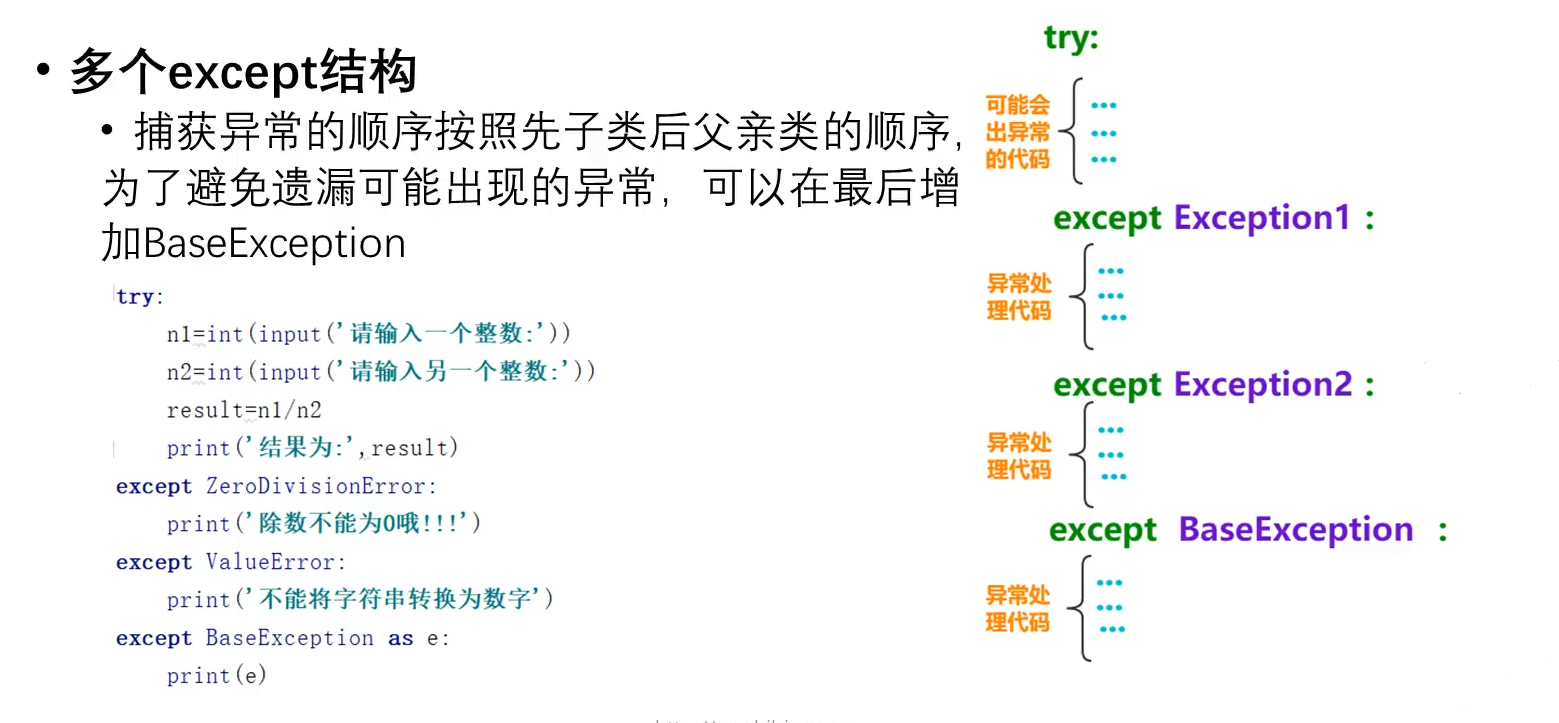 • 多个except结构
• 捕获异常的顺序按照先子类后父亲类的顺序,
为了避免遗漏可能出现的异常，可以在最后增
加BaseException
try:
    n1=int(input('请输入一个整数:'))
    n2=int(input('请输入另一个整数:'))
    result=n1/n2
    print('结果为:',result)
except ZeroDivisionError:
    print('除数不能为0哦!!!')
except ValueError:
    print('不能将字符串转换为数字')
except BaseException as e:
    print(e)
try:
可能会
出异常
的代码
...
...
...
except Exception1 :
异常处
理代码
...
...
...
except Exception2 :
异常处
理代码
...
...
...
except BaseException :
异常处
理代码
...
...
...